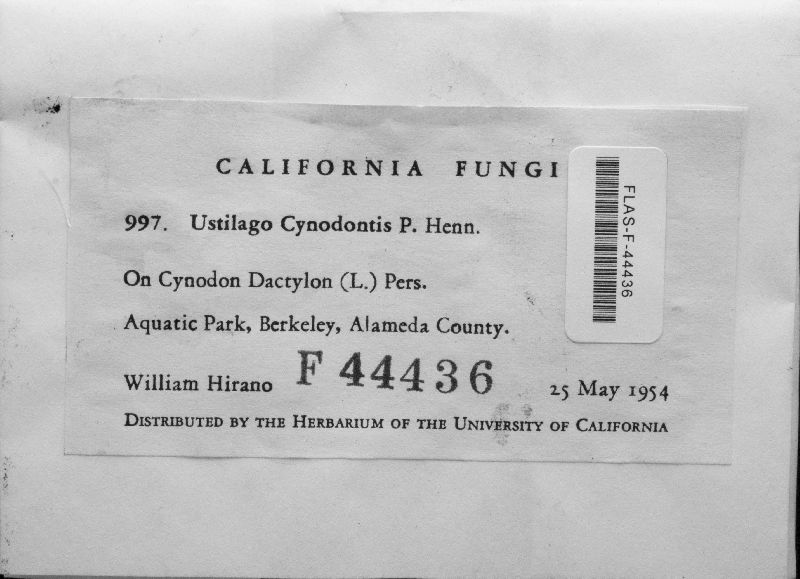 CALIFORNIA FUNGI
997. Ustilago Cynodontis P. Henn.
On Cynodon Dactylon (L.) Pers.
Aquatic Park, Berkeley, Alameda County.
William Hirano F 44436 25 May 1954
DISTRIBUTED BY THE HERBARIUM OF THE UNIVERSITY OF CALIFORNIA
FLAS-F-44436